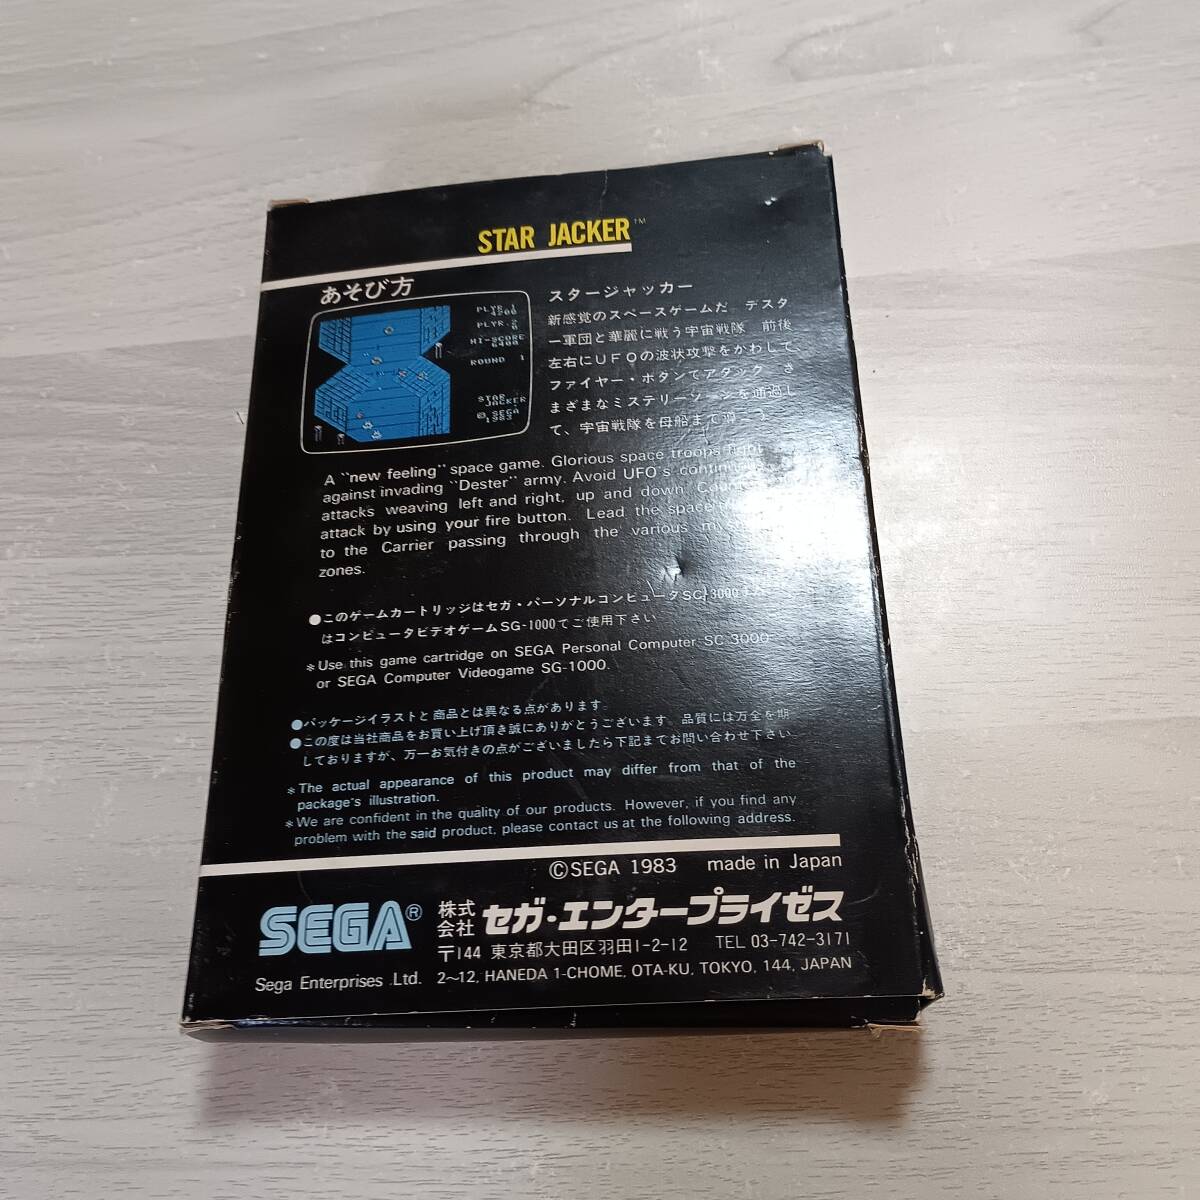 STAR JACKER™
あそび方
PLYR.1
4200
PLYR.2
0
HI-SCORE
6400
ROUND 1
STAR
JACKER
© SEGA
1983
スタージャッカー
新感覚のスペースゲームだ デスタ
ー軍団と華麗に戦う宇宙戦隊 前後
左右にUFOの波状攻撃をかわして
ファイヤー・ボタンでアタック さ
まざまなミステリーゾーンを通過し
て、宇宙戦隊を母船まで
A "new feeling" space game. Glorious space troops fight
against invading "Dester" army. Avoid UFO's
attacks weaving left and right, up and down
attack by using your fire button. Lead the space
to the Carrier passing through the various
zones.
●このゲームカートリッジはセガ・パーソナルコンピュータSC-3000または
はコンピュータビデオゲームSG-1000でご使用下さい
*Use this game cartridge on SEGA Personal Computer SC 3000
or SEGA Computer Videogame SG-1000.
●パッケージイラストと商品とは異なる点があります
●この度は当社商品をお買い上げ頂き誠にありがとうございます 品質には万全を期
しておりますが、万一お気付きの点がございましたら下記までお問い合わせ下さい
*The actual appearance of this product may differ from that of the
package's illustration.
*We are confident in the quality of our products. However, if you find any
problem with the said product, please contact us at the following address.
©SEGA 1983 made in Japan
SEGA® 株式会社 セガ・エンタープライゼス
〒144 東京都大田区羽田1-2-12 TEL 03-742-3171
Sega Enterprises Ltd. 2~12, HANEDA 1-CHOME, OTA-KU, TOKYO, 144, JAPAN